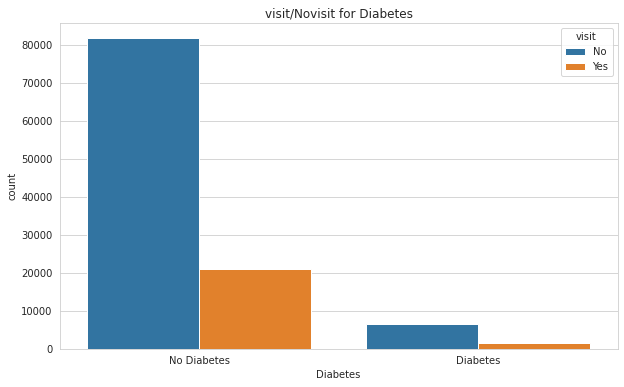 visit/Novisit for Diabetes
visit
No
Yes
count
80000
70000
60000
50000
40000
30000
20000
10000
0
No Diabetes
Diabetes
Diabetes